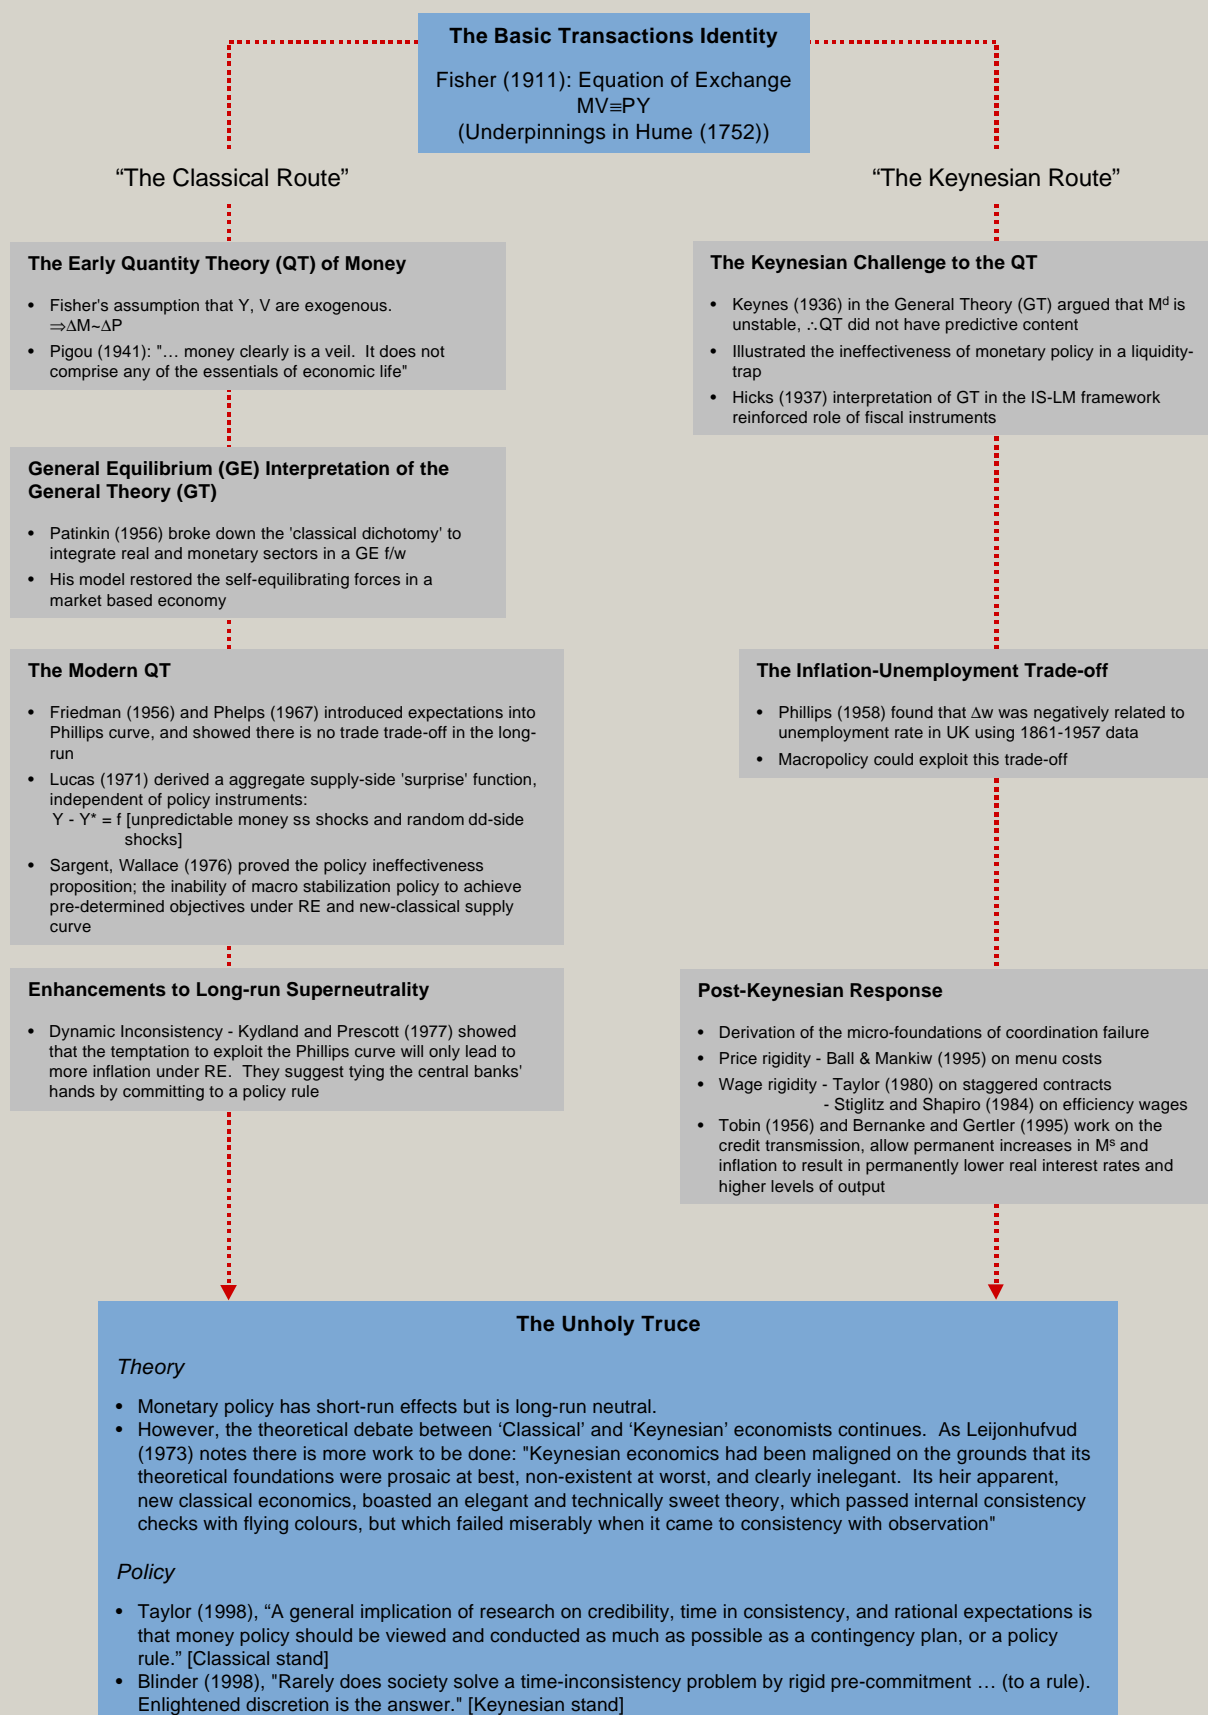 The Basic Transactions Identity
Fisher (1911): Equation of Exchange
MV≡PY
(Underpinnings in Hume (1752))
“The Classical Route”
“The Keynesian Route”
The Early Quantity Theory (QT) of Money
• Fisher's assumption that Y, V are exogenous.
⇒∆M~∆P
• Pigou (1941): "... money clearly is a veil. It does not
comprise any of the essentials of economic life"
General Equilibrium (GE) Interpretation of the
General Theory (GT)
• Patinkin (1956) broke down the 'classical dichotomy' to
integrate real and monetary sectors in a GE f/w
• His model restored the self-equilibrating forces in a
market based economy
The Modern QT
• Friedman (1956) and Phelps (1967) introduced expectations into
Phillips curve, and showed there is no trade trade-off in the long-
run
• Lucas (1971) derived a aggregate supply-side 'surprise' function,
independent of policy instruments:
Y - Y* = f [unpredictable money ss shocks and random dd-side
shocks]
• Sargent, Wallace (1976) proved the policy ineffectiveness
proposition; the inability of macro stabilization policy to achieve
pre-determined objectives under RE and new-classical supply
curve
Enhancements to Long-run Superneutrality
• Dynamic Inconsistency - Kydland and Prescott (1977) showed
that the temptation to exploit the Phillips curve will only lead to
more inflation under RE. They suggest tying the central banks'
hands by committing to a policy rule
The Keynesian Challenge to the QT
• Keynes (1936) in the General Theory (GT) argued that Mᵈ is
unstable, ∴QT did not have predictive content
• Illustrated the ineffectiveness of monetary policy in a liquidity-
trap
• Hicks (1937) interpretation of GT in the IS-LM framework
reinforced role of fiscal instruments
The Inflation-Unemployment Trade-off
• Phillips (1958) found that ∆w was negatively related to
unemployment rate in UK using 1861-1957 data
• Macropolicy could exploit this trade-off
Post-Keynesian Response
• Derivation of the micro-foundations of coordination failure
• Price rigidity - Ball & Mankiw (1995) on menu costs
• Wage rigidity - Taylor (1980) on staggered contracts
- Stiglitz and Shapiro (1984) on efficiency wages
• Tobin (1956) and Bernanke and Gertler (1995) work on the
credit transmission, allow permanent increases in Mˢ and
inflation to result in permanently lower real interest rates and
higher levels of output
The Unholy Truce
Theory
• Monetary policy has short-run effects but is long-run neutral.
• However, the theoretical debate between ‘Classical’ and ‘Keynesian’ economists continues. As Leijonhufvud
(1973) notes there is more work to be done: "Keynesian economics had been maligned on the grounds that its
theoretical foundations were prosaic at best, non-existent at worst, and clearly inelegant. Its heir apparent,
new classical economics, boasted an elegant and technically sweet theory, which passed internal consistency
checks with flying colours, but which failed miserably when it came to consistency with observation"
Policy
• Taylor (1998), “A general implication of research on credibility, time in consistency, and rational expectations is
that money policy should be viewed and conducted as much as possible as a contingency plan, or a policy
rule.” [Classical stand]
• Blinder (1998), "Rarely does society solve a time-inconsistency problem by rigid pre-commitment … (to a rule).
Enlightened discretion is the answer." [Keynesian stand]